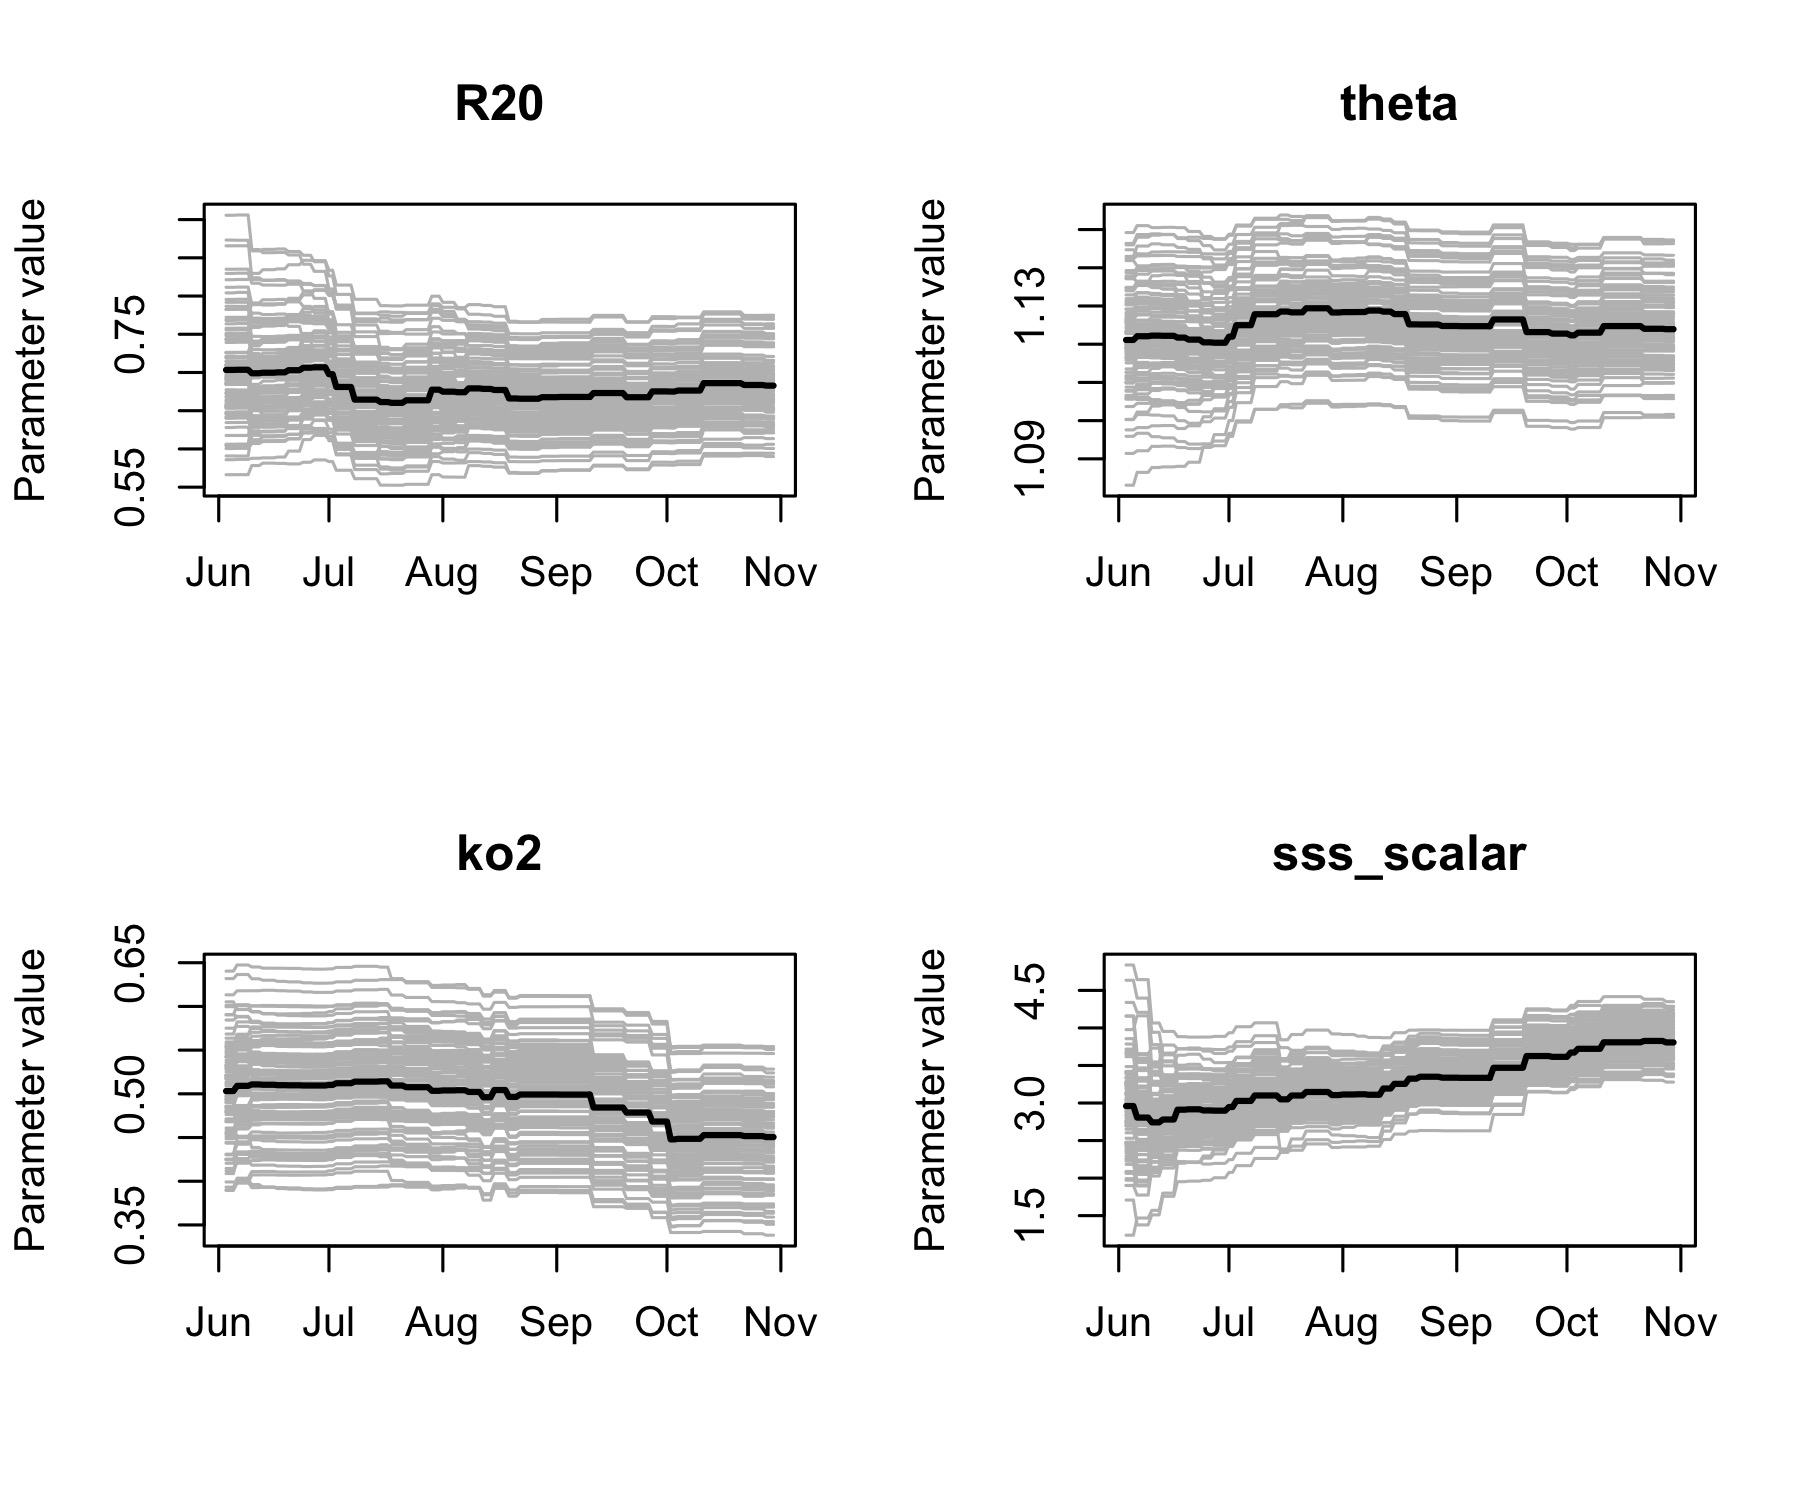 R20
Parameter value
0.75
0.55
Jun Jul Aug Sep Oct Nov
theta
Parameter value
1.13
1.09
Jun Jul Aug Sep Oct Nov
ko2
Parameter value
0.65
0.50
0.35
Jun Jul Aug Sep Oct Nov
sss_scalar
Parameter value
4.5
3.0
1.5
Jun Jul Aug Sep Oct Nov